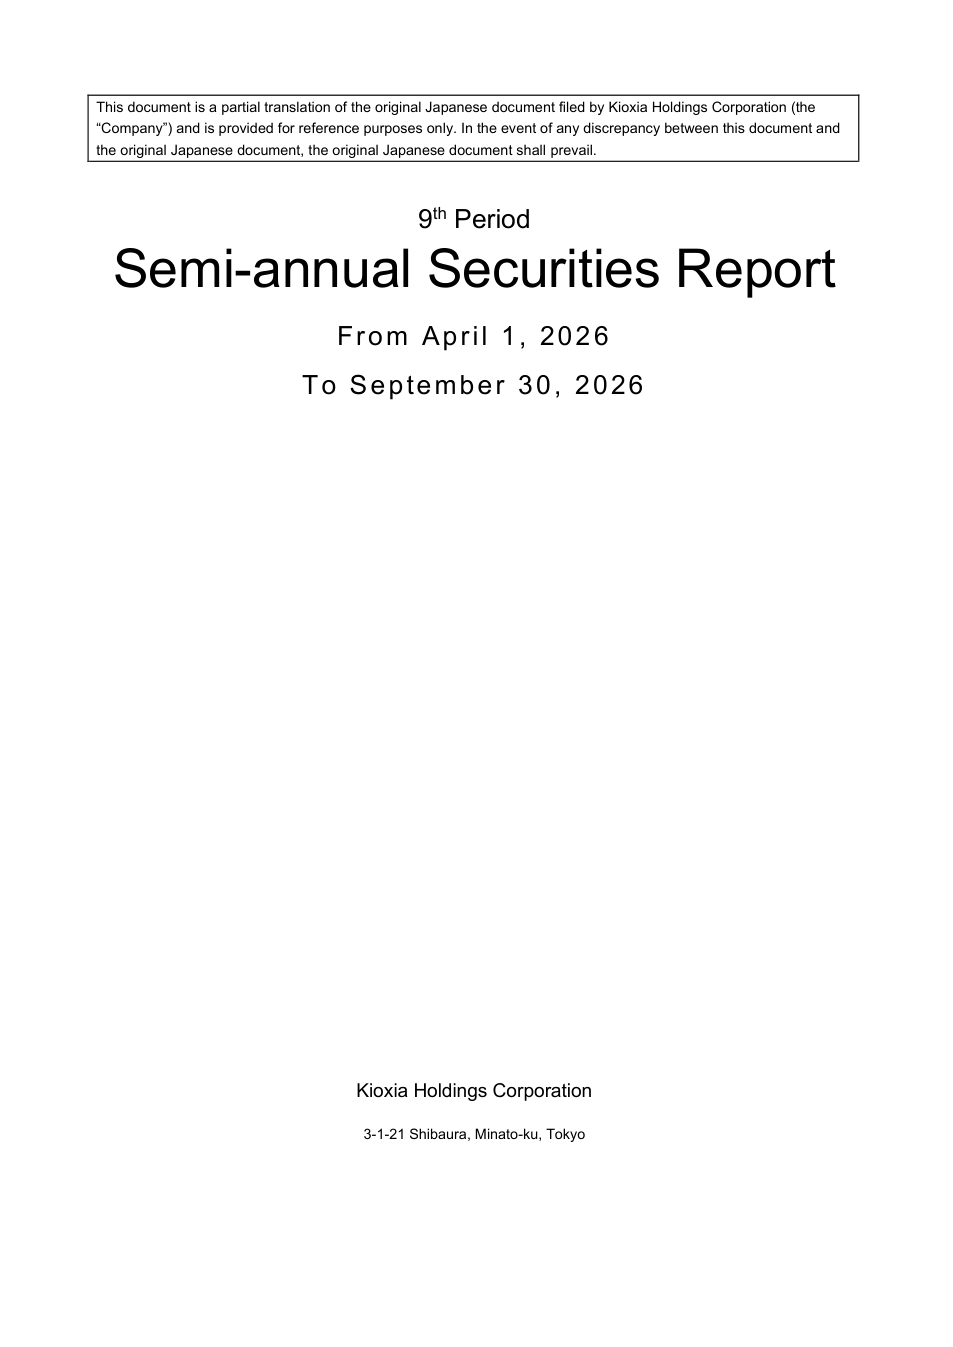 This document is a partial translation of the original Japanese document filed by Kioxia Holdings Corporation (the
“Company”) and is provided for reference purposes only. In the event of any discrepancy between this document and
the original Japanese document, the original Japanese document shall prevail.
9th Period
Semi-annual Securities Report
From April 1, 2026
To September 30, 2026
Kioxia Holdings Corporation
3-1-21 Shibaura, Minato-ku, Tokyo